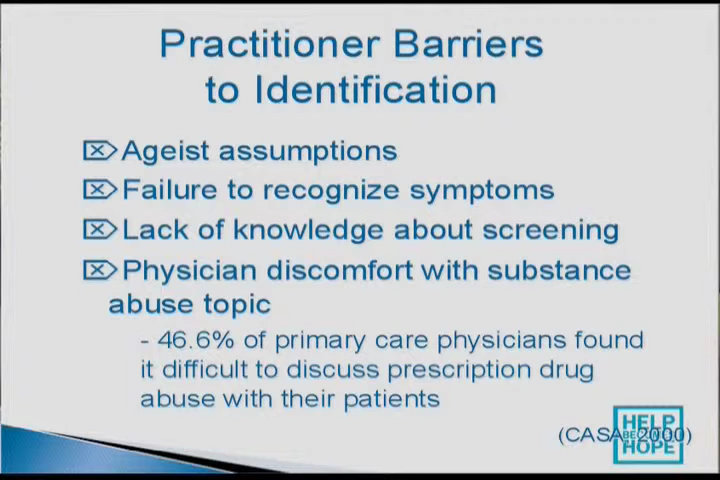 Practitioner Barriers
to Identification
Ageist assumptions
Failure to recognize symptoms
Lack of knowledge about screening
Physician discomfort with substance
abuse topic
- 46.6% of primary care physicians found
it difficult to discuss prescription drug
abuse with their patients
(CASA 2000)
HELP
HOPE